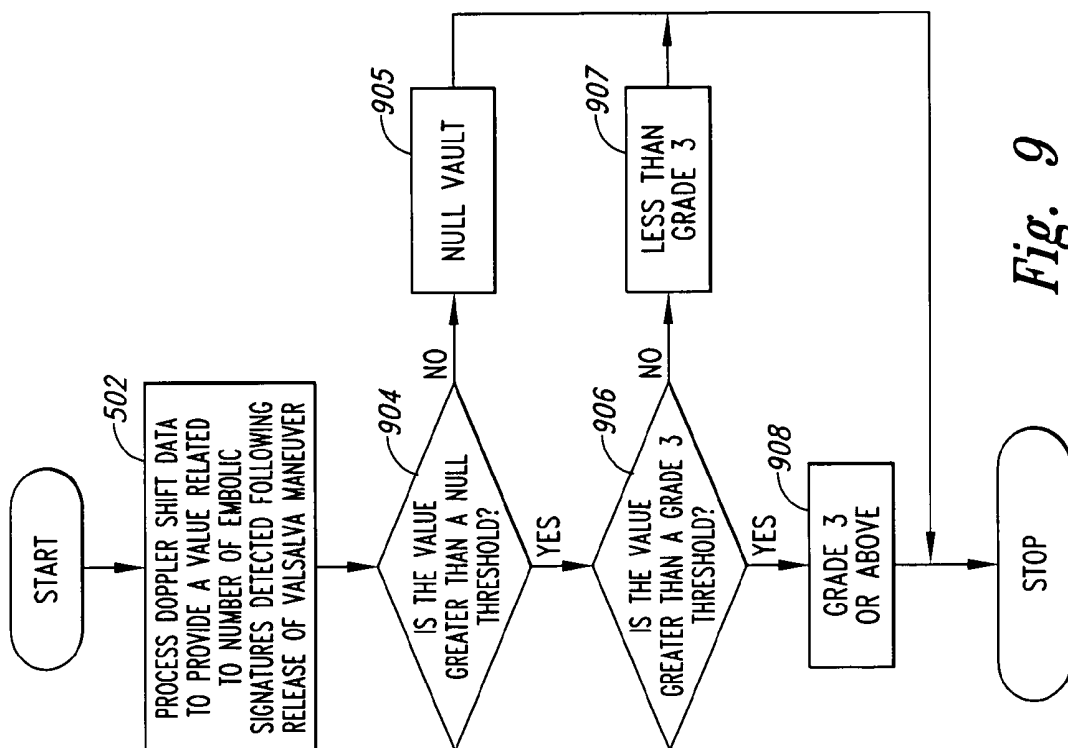 START
502
PROCESS DOPPLER SHIFT DATA
TO PROVIDE A VALUE RELATED
TO NUMBER OF EMBOLIC
SIGNATURES DETECTED FOLLOWING
RELEASE OF VALSALVA MANEUVER
904
IS THE VALUE
GREATER THAN A NULL
THRESHOLD?
NO
905
NULL VAULT
YES
906
IS THE VALUE
GREATER THAN A GRADE 3
THRESHOLD?
NO
907
LESS THAN
GRADE 3
YES
908
GRADE 3
OR ABOVE
STOP
Fig. 9